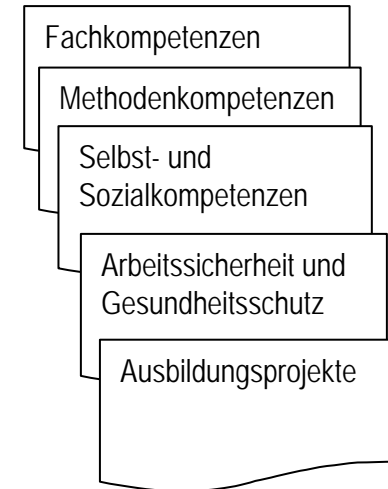 Fachkompetenzen
Methodenkompetenzen
Selbst- und
Sozialkompetenzen
Arbeitssicherheit und
Gesundheitsschutz
Ausbildungsprojekte